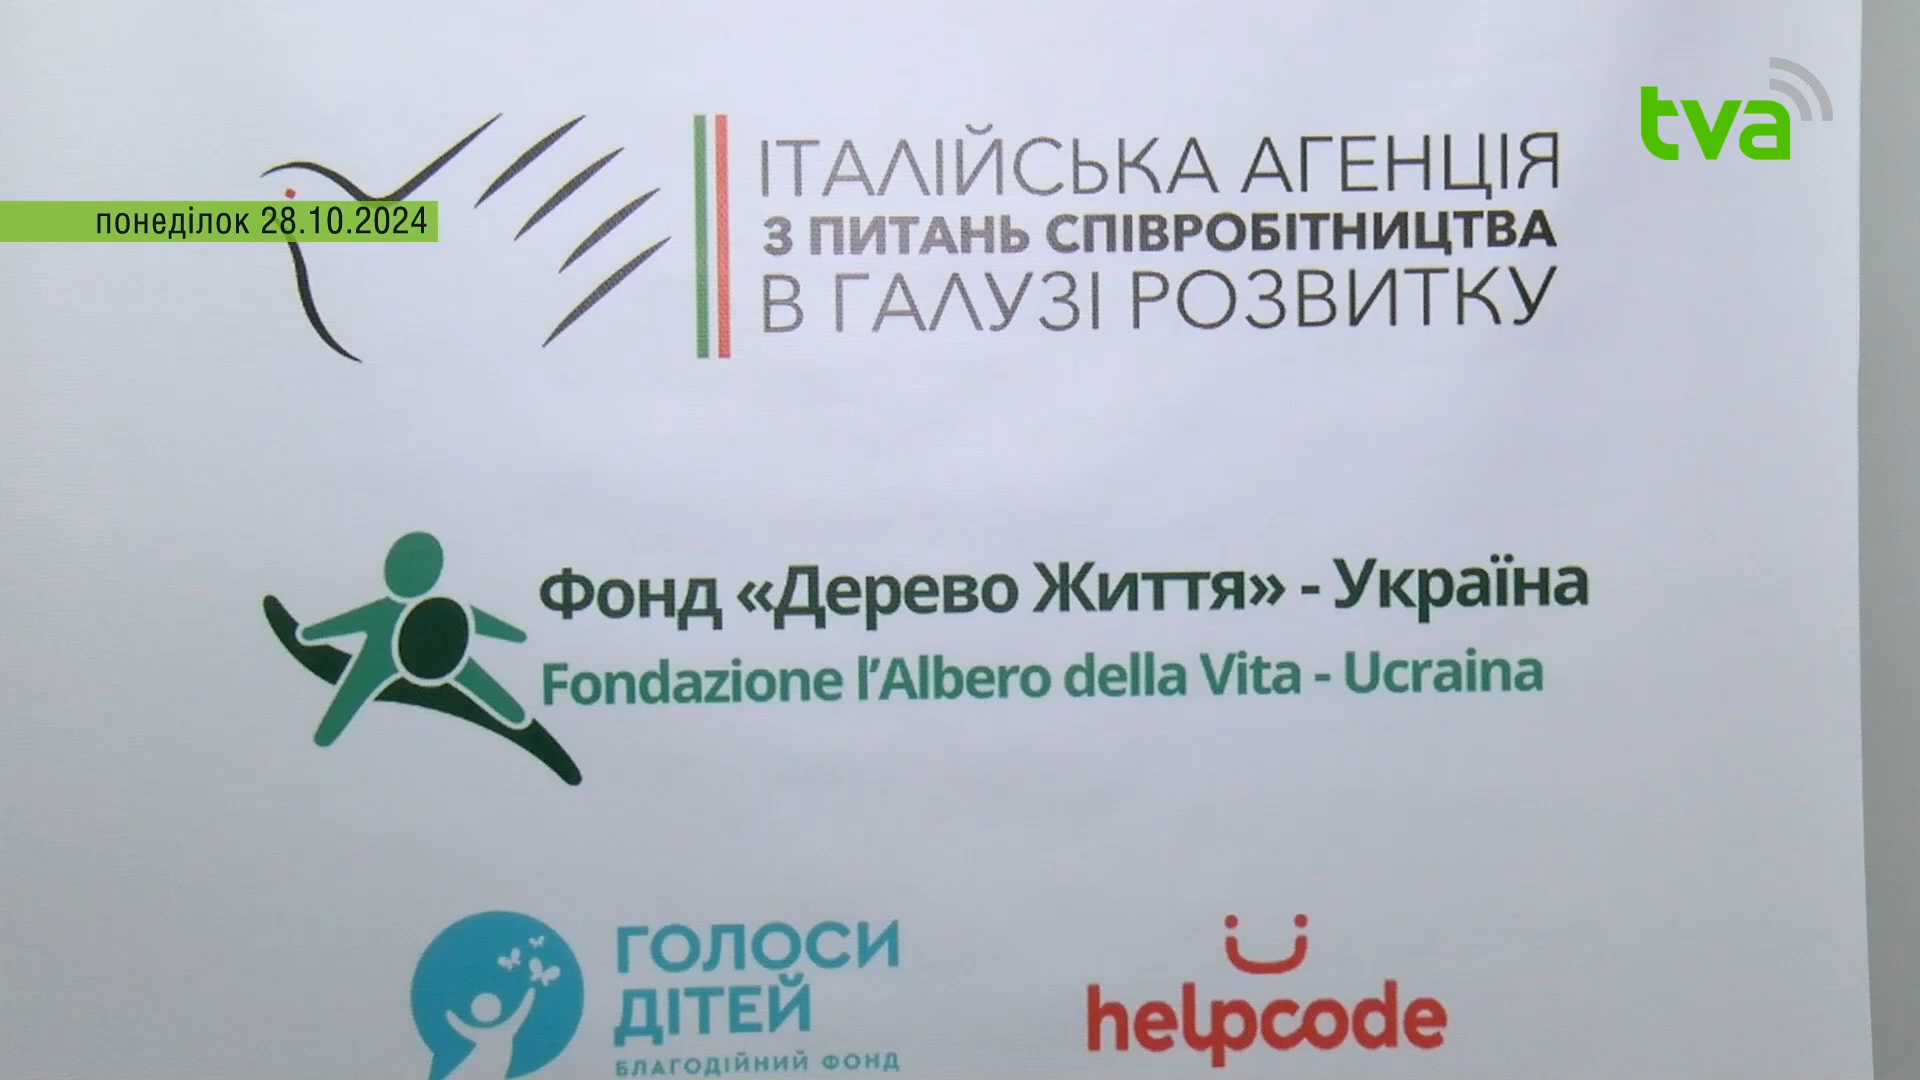 tva
ІТАЛІЙСЬКА АГЕНЦІЯ
З ПИТАНЬ СПІВРОБІТНИЦТВА
В ГАЛУЗІ РОЗВИТКУ
понеділок 28.10.2024
Фонд «Дерево Життя» - Україна
Fondazione l'Albero della Vita - Ucraina
ГОЛОСИ
ДІТЕЙ
БЛАГОДІЙНИЙ ФОНД
helpcode